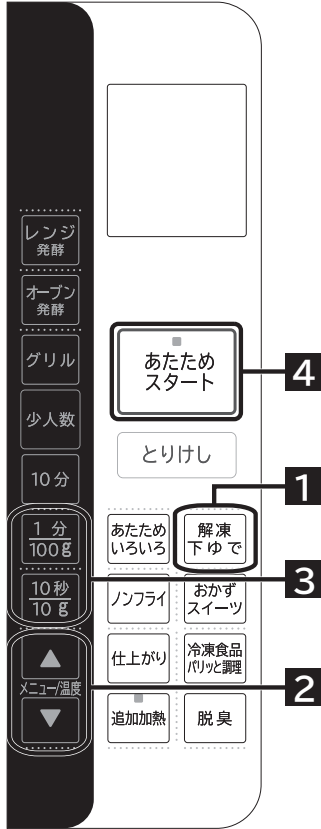 レンジ
発酵
オーブン
発酵
グリル
少人数
10分
1分
100g
10秒
10g
メニュー/温度
あたため
スタート
4
とりけし
1
あたため
いろいろ
解凍
下ゆで
3
ノンフライ
おかず
スイーツ
仕上がり
冷凍食品
パリッと調理
2
追加加熱
脱臭